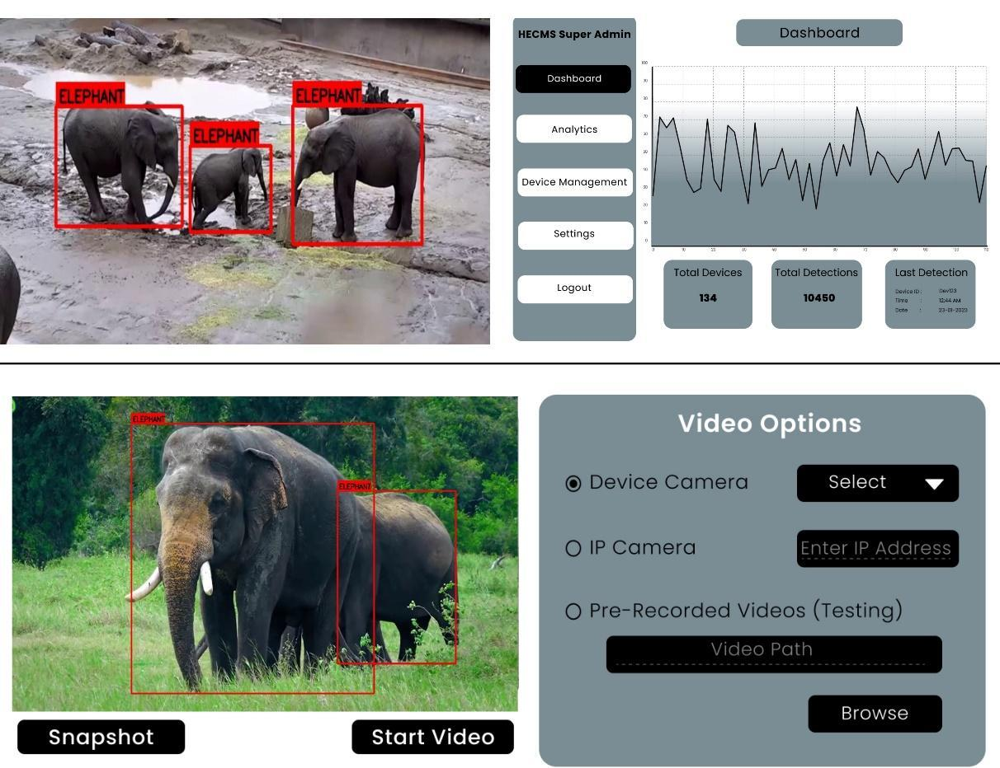 ELEPHANT
ELEPHANT
ELEPHANT
HECMS Super Admin
Dashboard
Analytics
Device Management
Settings
Logout
Dashboard
100
90
80
70
60
50
40
30
20
10
0
0 10 20 30 40 50 60 70 80 90 100 110
Total Devices
134
Total Detections
10450
Last Detection
Device ID : Dev123
Time : 12:44 AM
Date : 23-01-2023
ELEPHANT
ELEPHANT
Snapshot
Start Video
Video Options
Device Camera
Select
IP Camera
Enter IP Address
Pre-Recorded Videos (Testing)
Video Path
Browse